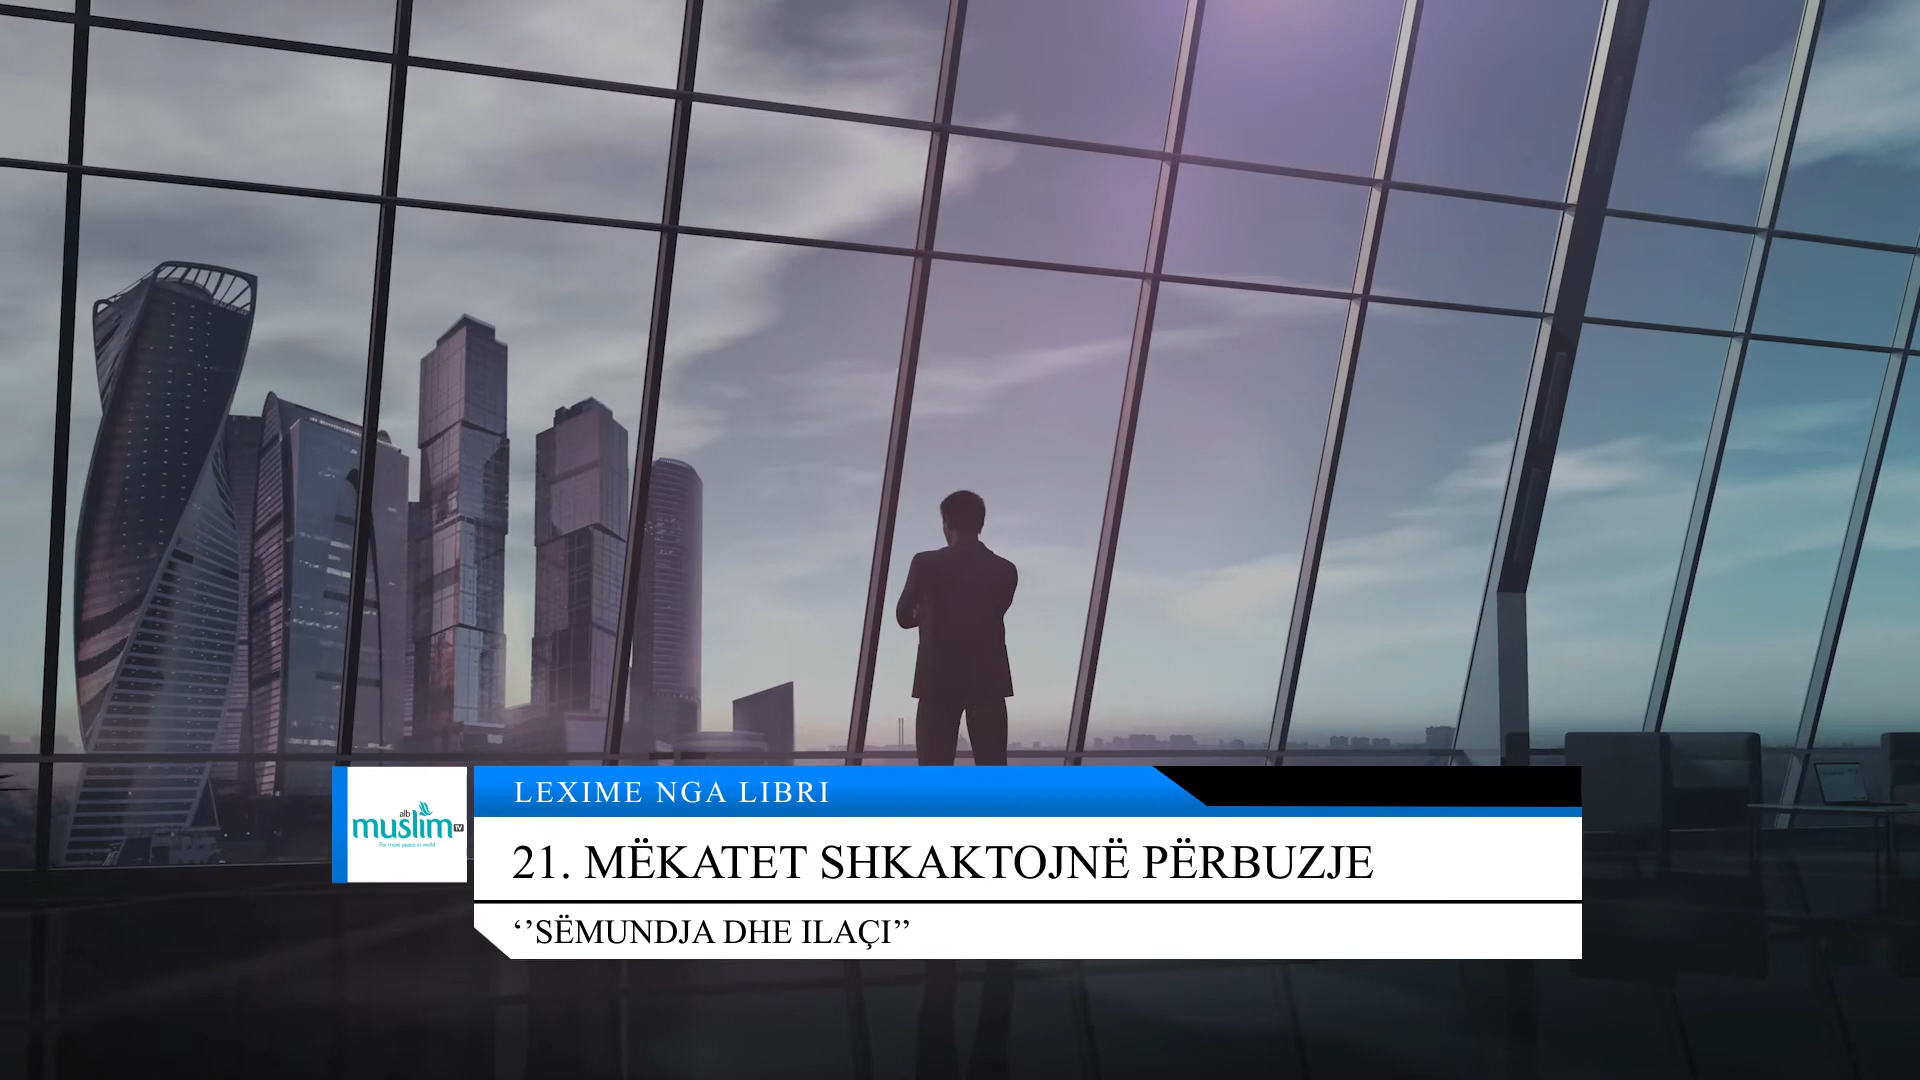 LEXIME NGA LIBRI
alb
muslim TV
For more peace in world.
21. MËKATET SHKAKTOJNË PËRBUZJE
‘’SËMUNDJA DHE ILAÇI’’